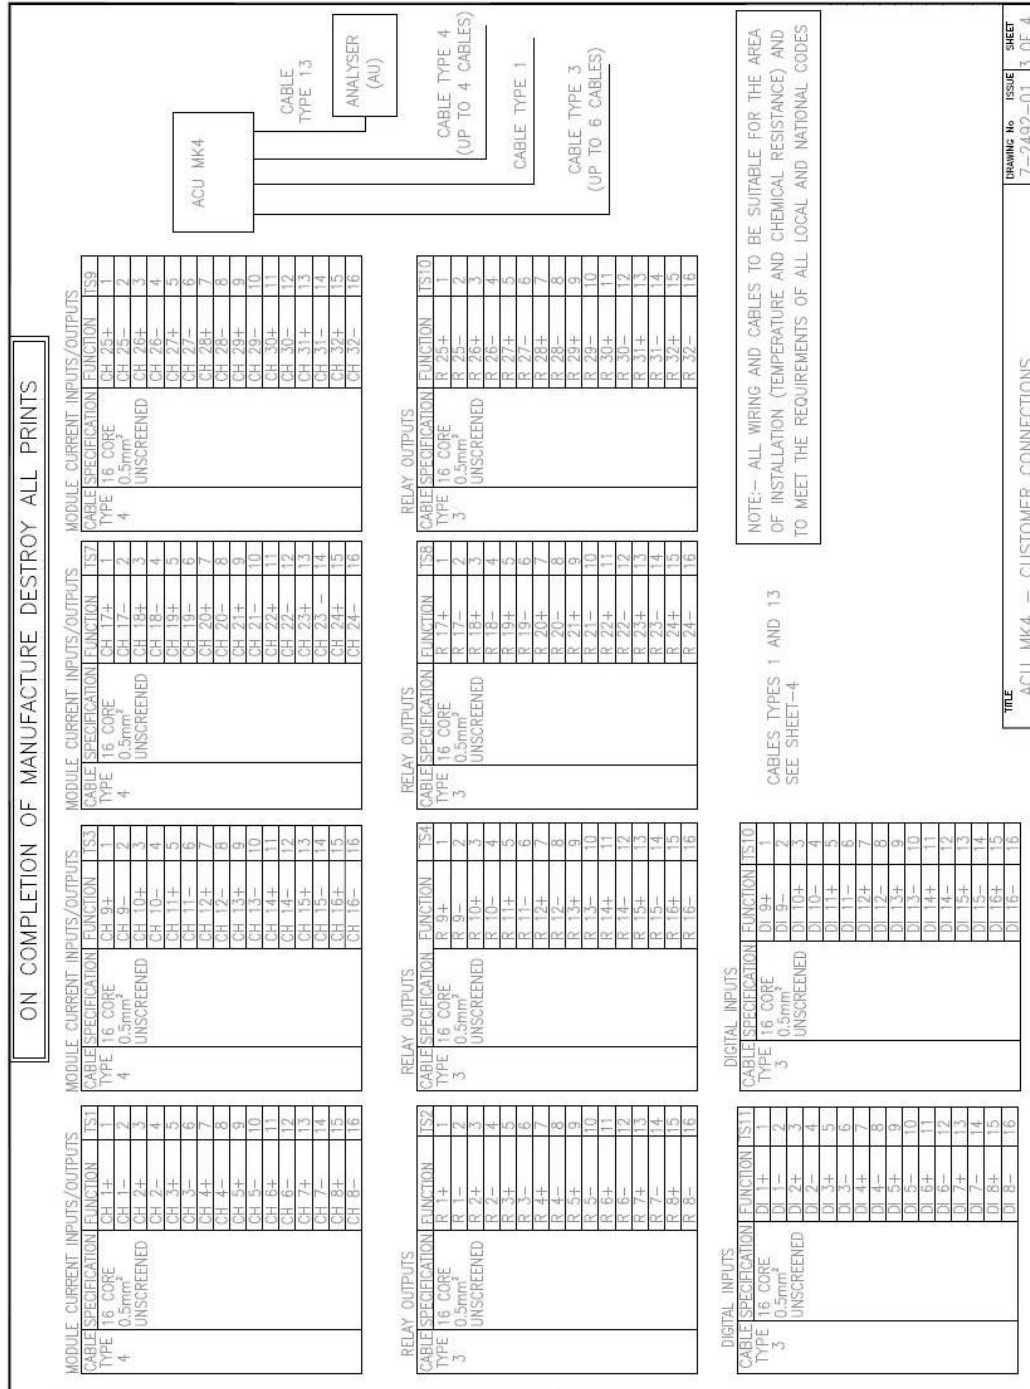 ON COMPLETION OF MANUFACTURE DESTROY ALL PRINTS
MODULE CURRENT INPUTS/OUTPUTS
CABLE TYPE SPECIFICATION FUNCTION TS1
4 16 CORE 0.5mm² UNSCREENED
CH 1+ 1
CH 1- 2
CH 2+ 3
CH 2- 4
CH 3+ 5
CH 3- 6
CH 4+ 7
CH 4- 8
CH 5+ 9
CH 5- 10
CH 6+ 11
CH 6- 12
CH 7+ 13
CH 7- 14
CH 8+ 15
CH 8- 16
MODULE CURRENT INPUTS/OUTPUTS
CABLE TYPE SPECIFICATION FUNCTION TS3
4 16 CORE 0.5mm² UNSCREENED
CH 9+ 1
CH 9- 2
CH 10+ 3
CH 10- 4
CH 11+ 5
CH 11- 6
CH 12+ 7
CH 12- 8
CH 13+ 9
CH 13- 10
CH 14+ 11
CH 14- 12
CH 15+ 13
CH 15- 14
CH 16+ 15
CH 16- 16
MODULE CURRENT INPUTS/OUTPUTS
CABLE TYPE SPECIFICATION FUNCTION TS7
4 16 CORE 0.5mm² UNSCREENED
CH 17+ 1
CH 17- 2
CH 18+ 3
CH 18- 4
CH 19+ 5
CH 19- 6
CH 20+ 7
CH 20- 8
CH 21+ 9
CH 21- 10
CH 22+ 11
CH 22- 12
CH 23+ 13
CH 23 - 14
CH 24+ 15
CH 24- 16
MODULE CURRENT INPUTS/OUTPUTS
CABLE TYPE SPECIFICATION FUNCTION TS9
4 16 CORE 0.5mm² UNSCREENED
CH 25+ 1
CH 25- 2
CH 26+ 3
CH 26- 4
CH 27+ 5
CH 27- 6
CH 28+ 7
CH 28- 8
CH 29+ 9
CH 29- 10
CH 30+ 11
CH 30- 12
CH 31+ 13
CH 31- 14
CH 32+ 15
CH 32- 16
ACU MK4
CABLE
TYPE 13
ANALYSER
(AU)
CABLE TYPE 4
(UP TO 4 CABLES)
CABLE TYPE 1
CABLE TYPE 3
(UP TO 6 CABLES)
RELAY OUTPUTS
CABLE TYPE SPECIFICATION FUNCTION TS2
3 16 CORE 0.5mm² UNSCREENED
R 1+ 1
R 1- 2
R 2+ 3
R 2- 4
R 3+ 5
R 3- 6
R 4+ 7
R 4- 8
R 5+ 9
R 5- 10
R 6+ 11
R 6- 12
R 7+ 13
R 7- 14
R 8+ 15
R 8- 16
RELAY OUTPUTS
CABLE TYPE SPECIFICATION FUNCTION TS4
3 16 CORE 0.5mm² UNSCREENED
R 9+ 1
R 9- 2
R 10+ 3
R 10- 4
R 11+ 5
R 11- 6
R 12+ 7
R 12- 8
R 13+ 9
R 13- 10
R 14+ 11
R 14- 12
R 15+ 13
R 15- 14
R 16+ 15
R 16- 16
RELAY OUTPUTS
CABLE TYPE SPECIFICATION FUNCTION TS8
3 16 CORE 0.5mm² UNSCREENED
R 17+ 1
R 17- 2
R 18+ 3
R 18- 4
R 19+ 5
R 19- 6
R 20+ 7
R 20- 8
R 21+ 9
R 21- 10
R 22+ 11
R 22- 12
R 23+ 13
R 23- 14
R 24+ 15
R 24- 16
RELAY OUTPUTS
CABLE TYPE SPECIFICATION FUNCTION TS10
3 16 CORE 0.5mm² UNSCREENED
R 25+ 1
R 25- 2
R 26+ 3
R 26- 4
R 27+ 5
R 27- 6
R 28+ 7
R 28- 8
R 29+ 9
R 29- 10
R 30+ 11
R 30- 12
R 31+ 13
R 31- 14
R 32+ 15
R 32- 16
DIGITAL INPUTS
CABLE TYPE SPECIFICATION FUNCTION TS11
3 16 CORE 0.5mm² UNSCREENED
DI 1+ 1
DI 1- 2
DI 2+ 3
DI 2- 4
DI 3+ 5
DI 3- 6
DI 4+ 7
DI 4- 8
DI 5+ 9
DI 5- 10
DI 6+ 11
DI 6- 12
DI 7+ 13
DI 7- 14
DI 8+ 15
DI 8- 16
DIGITAL INPUTS
CABLE TYPE SPECIFICATION FUNCTION TS10
3 16 CORE 0.5mm² UNSCREENED
DI 9+ 1
DI 9- 2
DI 10+ 3
DI 10- 4
DI 11+ 5
DI 11- 6
DI 12+ 7
DI 12- 8
DI 13+ 9
DI 13- 10
DI 14+ 11
DI 14- 12
DI 15+ 13
DI 15- 14
DI 16+ 15
DI 16- 16
CABLES TYPES 1 AND 13
SEE SHEET-4
NOTE:- ALL WIRING AND CABLES TO BE SUITABLE FOR THE AREA
OF INSTALLATION (TEMPERATURE AND CHEMICAL RESISTANCE) AND
TO MEET THE REQUIREMENTS OF ALL LOCAL AND NATIONAL CODES
TITLE
ACU MK4 - CUSTOMER CONNECTIONS
DRAWING No ISSUE SHEET
7-2492-01 3 OF 4